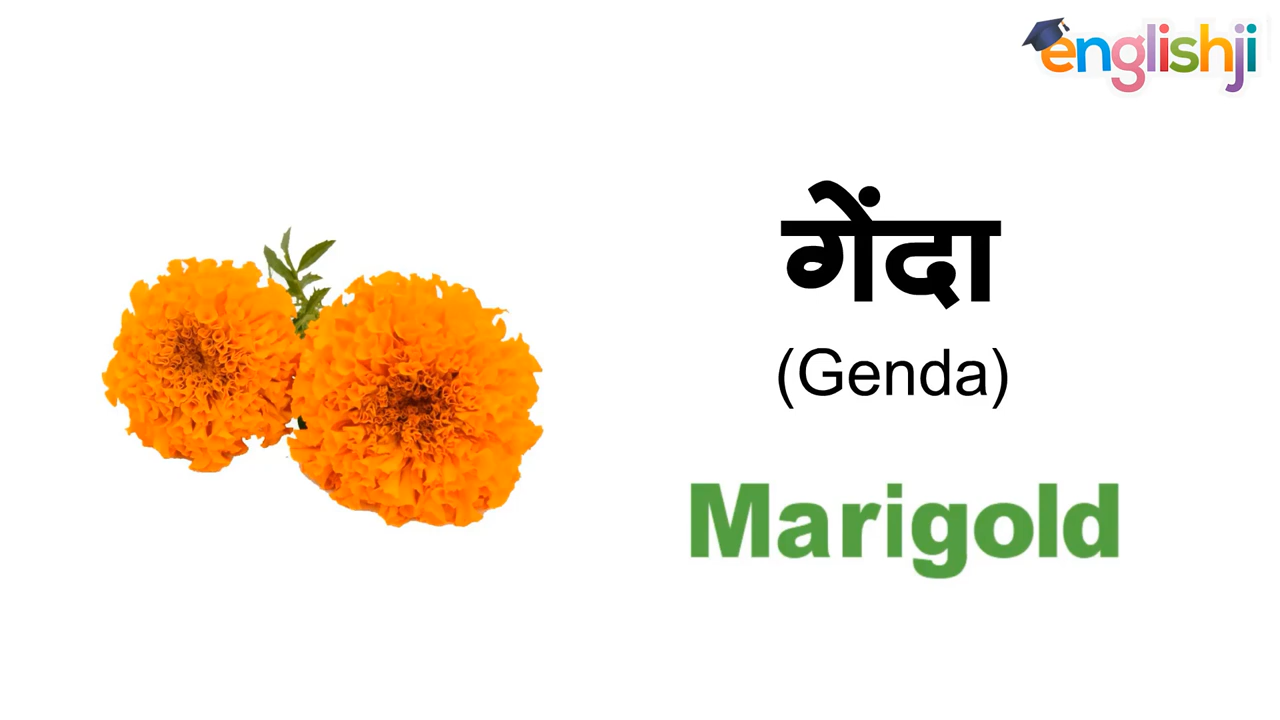 englishji
गेंदा
(Genda)
Marigold